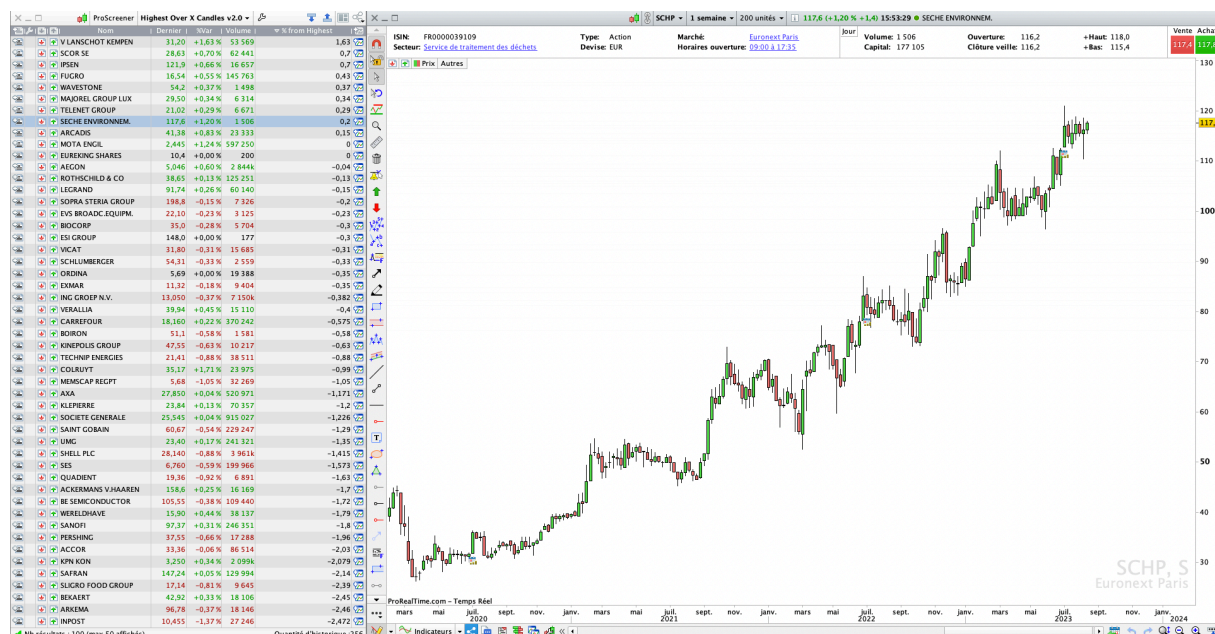 ProScreener Highest Over X Candles v2.0
Nom Dernier %Var Volume % from Highest
V LANSCHOT KEMPEN 31,20 +1,63 % 53 569 1,63
SCOR SE 28,63 +0,70 % 62 441 0,7
IPSEN 121,9 +0,66 % 16 657 0,7
FUGRO 16,54 +0,55 % 145 763 0,43
WAVESTONE 54,2 +0,37 % 1 498 0,37
MAJOREL GROUP LUX 29,50 +0,34 % 6 314 0,34
TELENET GROUP 21,02 +0,29 % 6 671 0,29
SECHE ENVIRONNEM. 117,6 +1,20 % 1 506 0,2
ARCADIS 41,38 +0,83 % 23 333 0,15
MOTA ENGIL 2,445 +1,24 % 597 250 0
EUREKING SHARES 10,4 +0,00 % 200 0
AEGON 5,046 +0,60 % 2 844k -0,04
ROTHSCHILD & CO 38,65 +0,13 % 125 251 -0,13
LEGRAND 91,74 +0,26 % 60 140 -0,15
SOPRA STERIA GROUP 198,8 -0,15 % 7 326 -0,2
EVS BROADC.EQUIPM. 22,10 -0,23 % 3 125 -0,23
BIOCORP 35,0 -0,28 % 5 704 -0,3
ESI GROUP 148,0 +0,00 % 177 -0,3
VICAT 31,80 -0,31 % 15 685 -0,31
SCHLUMBERGER 54,31 -0,33 % 2 559 -0,33
ORDINA 5,69 +0,00 % 19 388 -0,35
EXMAR 11,32 -0,18 % 9 404 -0,35
ING GROEP N.V. 13,050 -0,37 % 7 150k -0,382
VERALLIA 39,94 +0,45 % 15 110 -0,4
CARREFOUR 18,160 +0,22 % 370 242 -0,575
BOIRON 51,1 -0,58 % 1 581 -0,58
KINEPOLIS GROUP 47,55 -0,63 % 10 217 -0,63
TECHNIP ENERGIES 21,41 -0,88 % 38 511 -0,88
COLRUYT 35,17 +1,71 % 23 975 -0,99
MEMSCAP REGPT 5,68 -1,05 % 32 269 -1,05
AXA 27,850 +0,04 % 520 971 -1,171
KLEPIERRE 23,84 +0,13 % 70 357 -1,2
SOCIETE GENERALE 25,545 +0,04 % 915 027 -1,226
SAINT GOBAIN 60,67 -0,54 % 229 247 -1,29
UMG 23,40 +0,17 % 241 321 -1,35
SHELL PLC 28,140 -0,88 % 3 961k -1,415
SES 6,760 -0,59 % 199 966 -1,573
QUADIENT 19,36 -0,92 % 6 891 -1,63
ACKERMANS V.HAAREN 158,6 +0,25 % 16 169 -1,7
BE SEMICONDUCTOR 105,55 -0,38 % 109 440 -1,72
WERELDHAVE 15,90 +0,44 % 38 137 -1,79
SANOFI 97,37 +0,31 % 246 351 -1,8
PERSHING 37,55 -0,66 % 17 288 -1,96
ACCOR 33,36 -0,06 % 86 514 -2,03
KPN KON 3,250 +0,34 % 2 099k -2,079
SAFRAN 147,24 +0,05 % 129 994 -2,14
SLIGRO FOOD GROUP 17,14 -0,81 % 9 645 -2,39
BEKAERT 42,92 +0,33 % 18 106 -2,45
ARKEMA 96,78 -0,37 % 18 146 -2,46
INPOST 10,455 -1,37 % 27 246 -2,472
Nb résultats : 100 (max 50 affichés) Quantité d'historique :256
SCHP 1 semaine 200 unités 117,6 (+1,20 % +1,4) 15:53:29 SECHE ENVIRONNEM.
ISIN: FR0000039109 Type: Action Marché: Euronext Paris Jour Volume: 1 506 Ouverture: 116,2 +Haut: 118,0 Vente Acha
Secteur: Service de traitement des déchets Devise: EUR Horaires ouverture: 09:00 à 17:35 Capital: 177 105 Clôture veille: 116,2 +Bas: 115,4 117,4 117,8
Prix Autres
130
120
117,
110
100
90
80
70
60
50
40
30
SCHP, S
Euronext Paris
ProRealTime.com - Temps Réel
mars mai juil. sept. nov. janv. mars mai juil. sept. nov. janv. mars mai juil. sept. nov. janv. mars mai juil. sept. nov. janv.
2020 2021 2022 2023 2024
Indicateurs